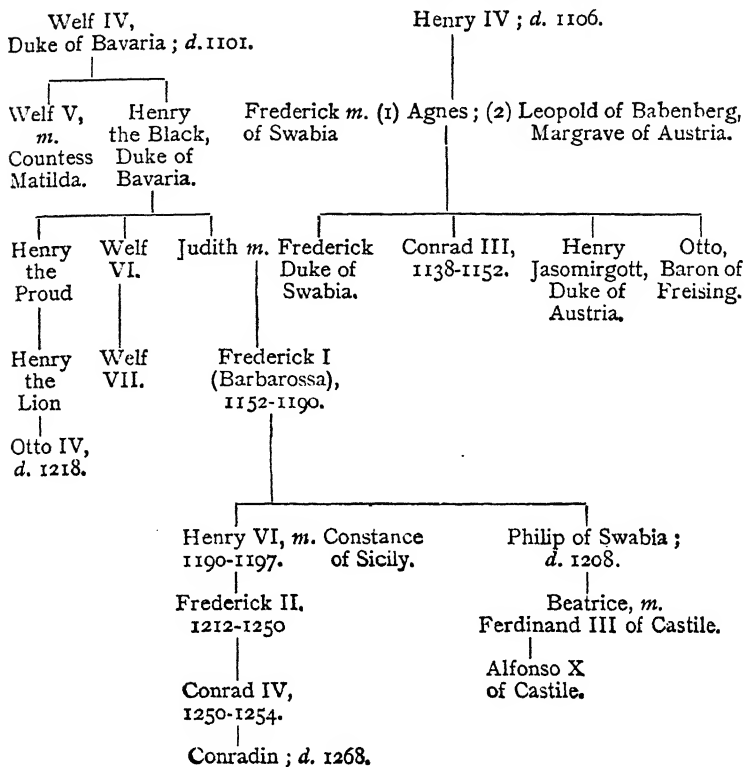 Welf IV,
Duke of Bavaria ; d. 1101.
Henry IV ; d. 1106.
Welf V,
m.
Countess
Matilda.
Henry
the Black,
Duke of
Bavaria.
Frederick m. (1) Agnes ; (2) Leopold of Babenberg,
of Swabia Margrave of Austria.
Henry
the
Proud
Welf
VI.
Judith m. Frederick
Duke of
Swabia.
Conrad III,
1138-1152.
Henry
Jasomirgott,
Duke of
Austria.
Otto,
Baron of
Freising.
Henry
the
Lion
Welf
VII.
Frederick I
(Barbarossa),
1152-1190.
Otto IV,
d. 1218.
Henry VI, m. Constance
1190-1197. of Sicily.
Philip of Swabia ;
d. 1208.
Frederick II.
1212-1250
Beatrice, m.
Ferdinand III of Castile.
Conrad IV,
1250-1254.
Alfonso X
of Castile.
Conradin ; d. 1268.